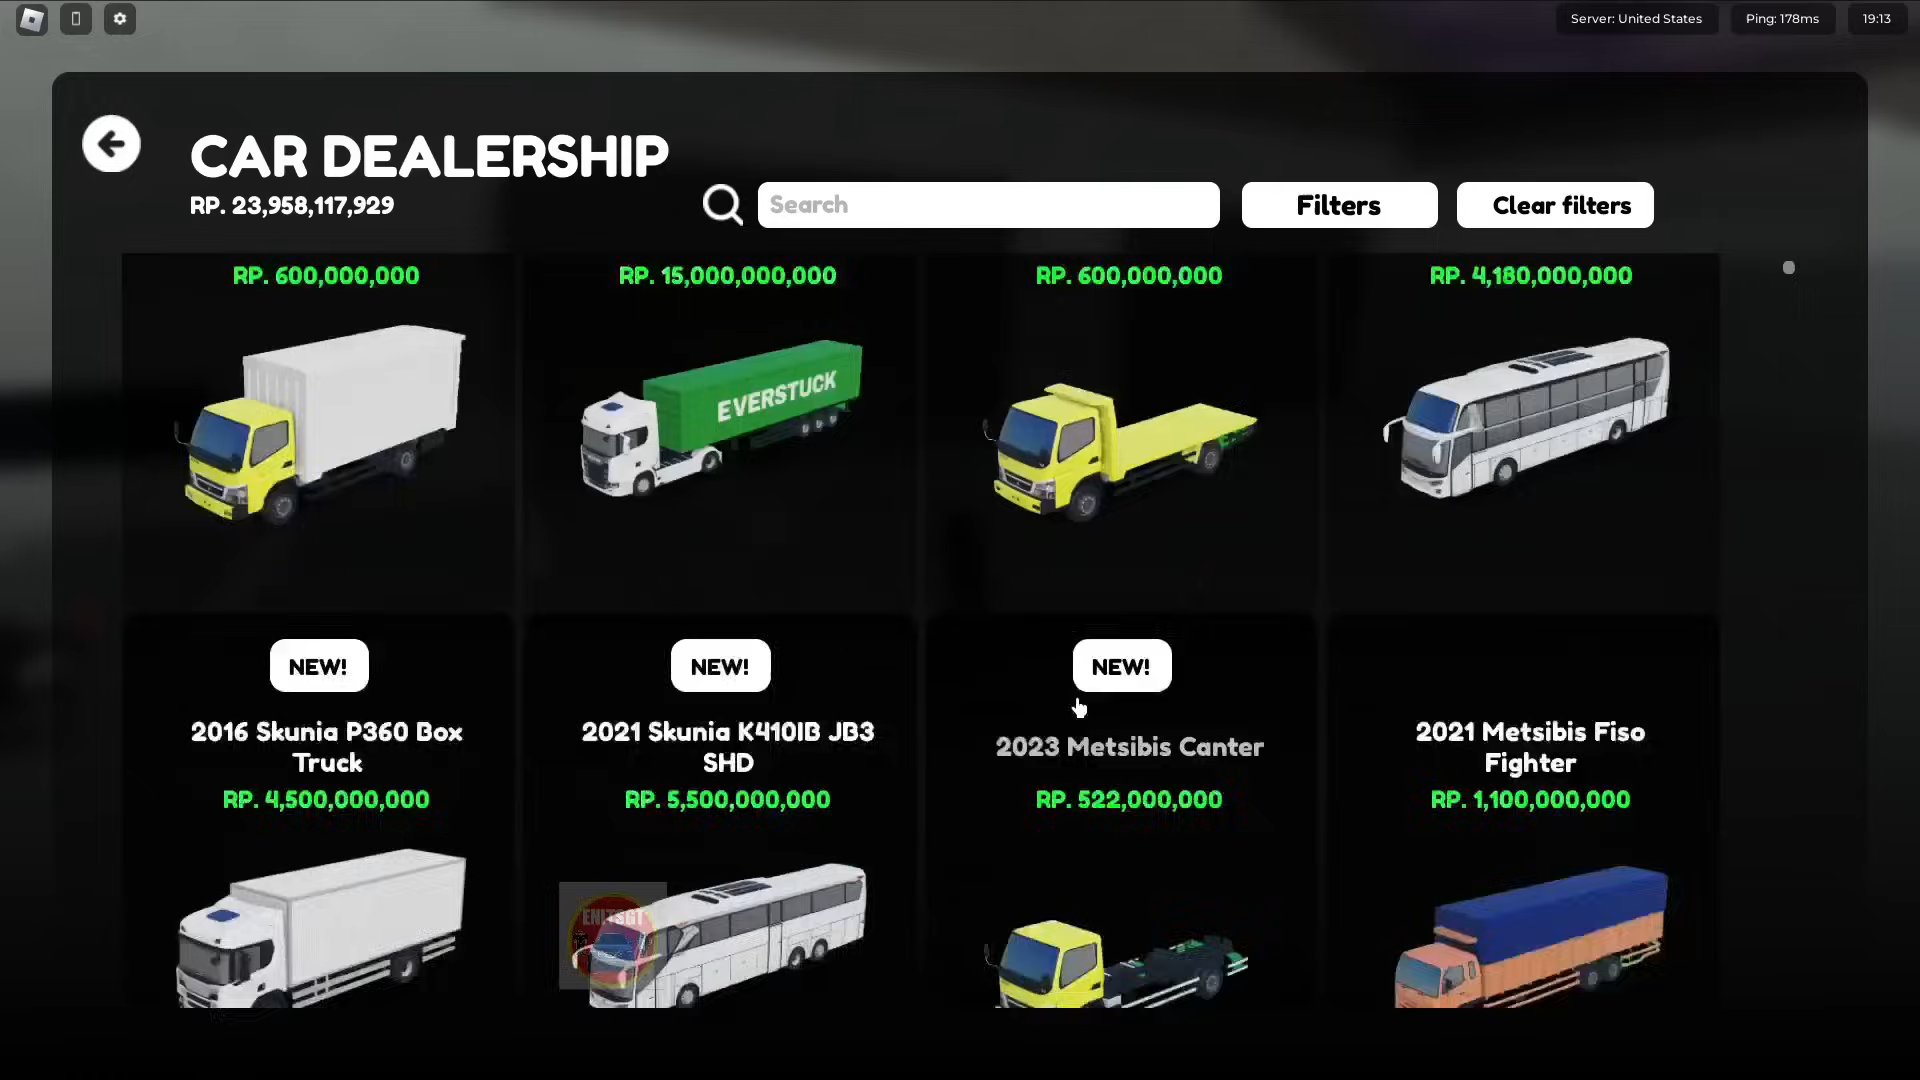 Server: United States
Ping: 178ms
19:13
CAR DEALERSHIP
RP. 23,958,117,929
Search
Filters
Clear filters
RP. 600,000,000
RP. 15,000,000,000
RP. 600,000,000
RP. 4,180,000,000
EVERSTUCK
NEW!
NEW!
NEW!
2016 Skunia P360 Box
Truck
RP. 4,500,000,000
2021 Skunia K410IB JB3
SHD
RP. 5,500,000,000
2023 Metsibis Canter
RP. 522,000,000
2021 Metsibis Fiso
Fighter
RP. 1,100,000,000
ENITSGT